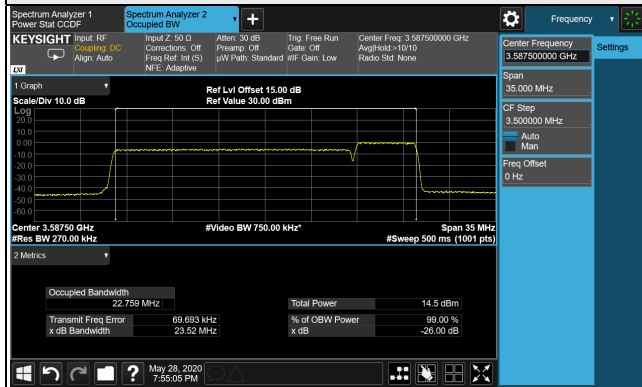 Spectrum Analyzer 1
Power Stat CCDF
Spectrum Analyzer 2
Occupied BW
Frequency
KEYSIGHT
Input: RF
Coupling: DC
Align: Auto
Input Z: 50 Ω
Corrections: Off
Freq Ref: Int (S)
NFE: Adaptive
Atten: 30 dB
Preamp: Off
µW Path: Standard
Trig: Free Run
Gate: Off
#IF Gain: Low
Center Freq: 3.587500000 GHz
Avg|Hold:>10/10
Radio Std: None
LXI
Center Frequency
3.587500000 GHz
Settings
Span
35.000 MHz
CF Step
3.500000 MHz
Auto
Man
Freq Offset
0 Hz
1 Graph
Scale/Div 10.0 dB
Ref Lvl Offset 15.00 dB
Ref Value 30.00 dBm
Log
20.0
10.0
0.00
-10.0
-20.0
-30.0
-40.0
-50.0
-60.0
Center 3.58750 GHz
#Res BW 270.00 kHz
#Video BW 750.00 kHz*
Span 35 MHz
#Sweep 500 ms (1001 pts)
2 Metrics
Occupied Bandwidth
22.759 MHz
Total Power 14.5 dBm
Transmit Freq Error 69.693 kHz
% of OBW Power 99.00 %
x dB Bandwidth 23.52 MHz
x dB -26.00 dB
?
May 28, 2020
7:55:05 PM